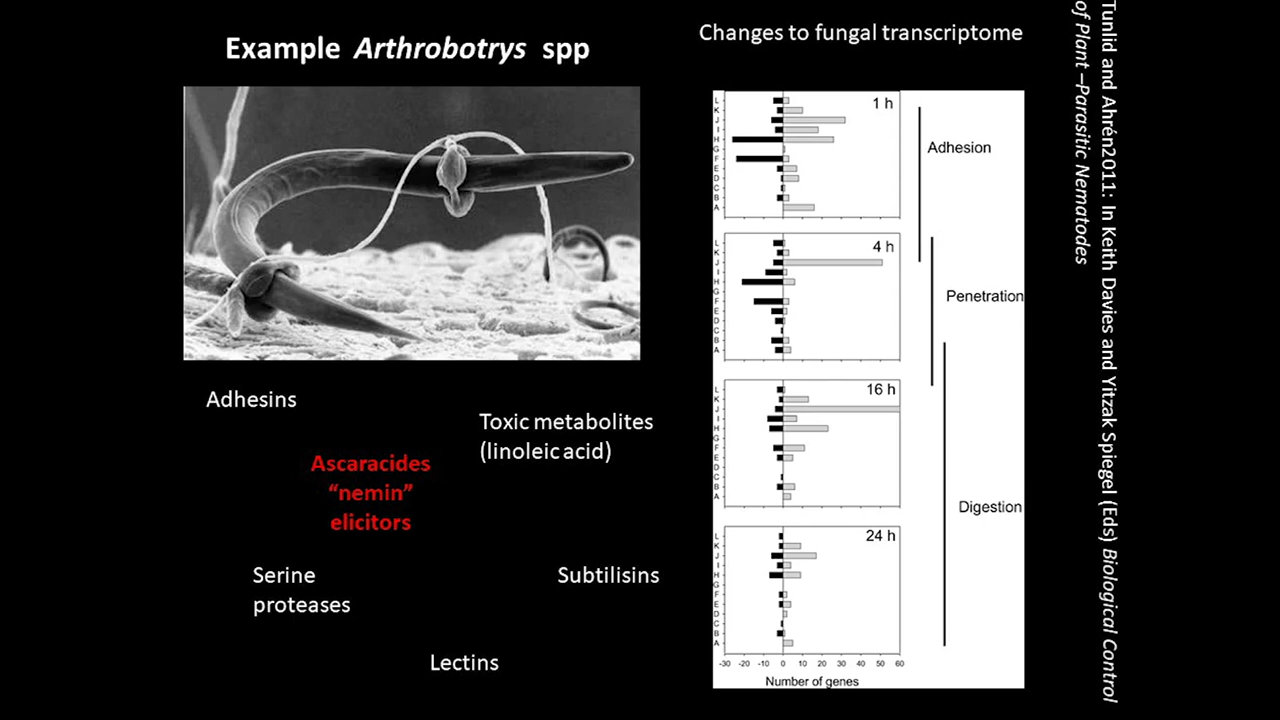 Example Arthrobotrys spp
Changes to fungal transcriptome
Tunlid and Ahrén2011: In Keith Davies and Yitzak Spiegel (Eds) Biological Control
of Plant –Parasitic Nematodes
Adhesins
Toxic metabolites
(linoleic acid)
Ascaracides
“nemin”
elicitors
Serine
proteases
Subtilisins
Lectins
1 h
L
K
J
I
H
G
F
E
D
C
B
A
Adhesion
4 h
L
K
J
I
H
G
F
E
D
C
B
A
Penetration
16 h
L
K
J
I
H
G
F
E
D
C
B
A
Digestion
24 h
L
K
J
I
H
G
F
E
D
C
B
A
-30 -20 -10 0 10 20 30 40 50 60
Number of genes